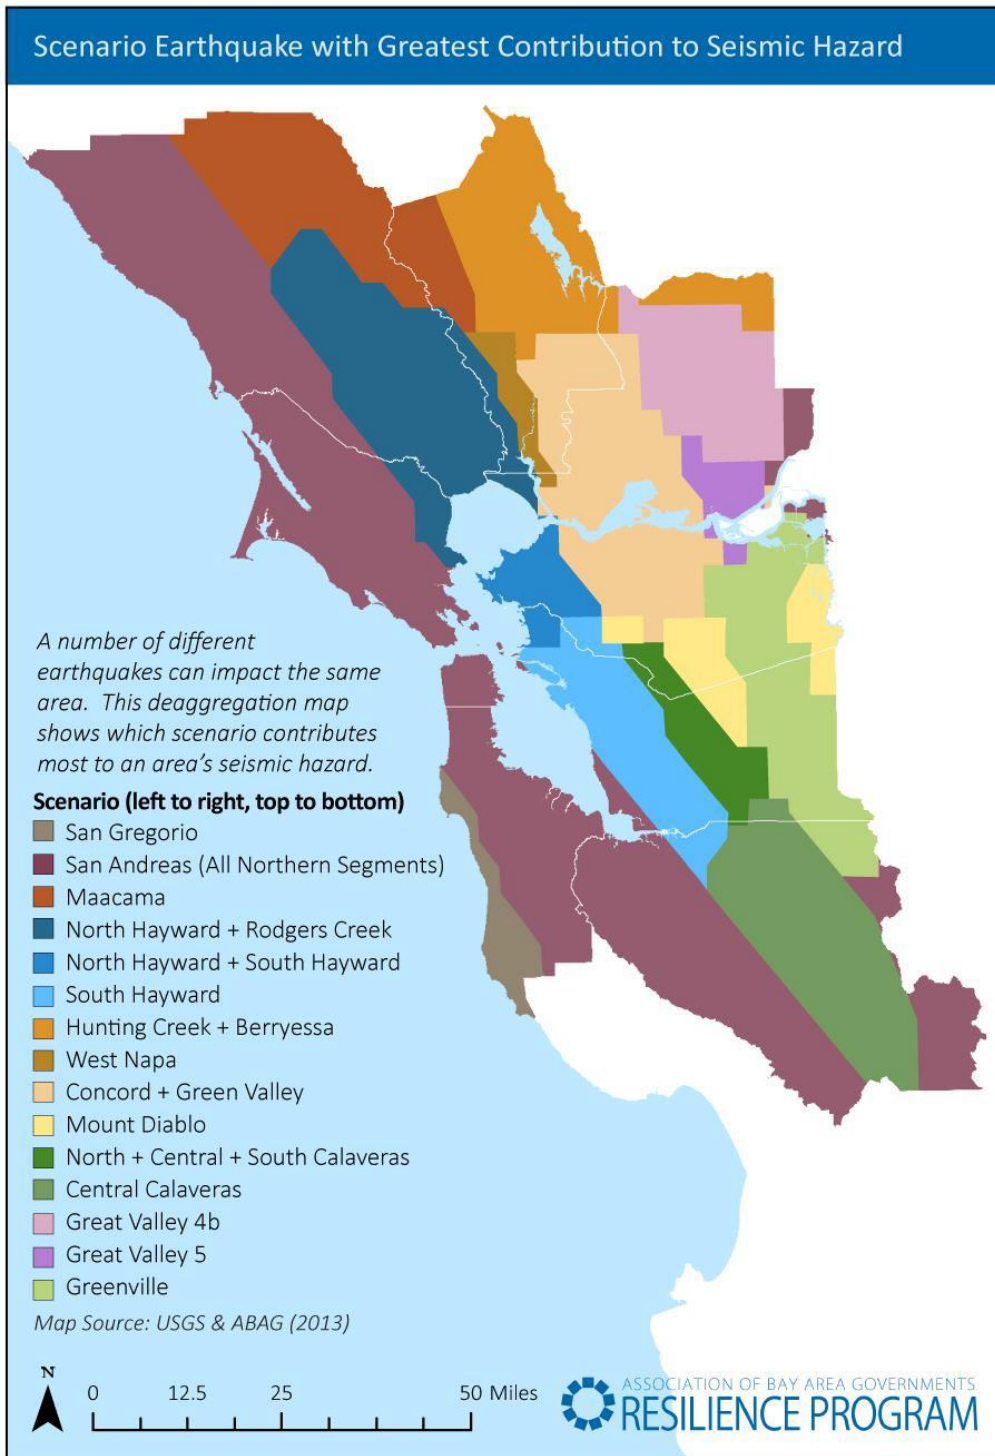 Scenario Earthquake with Greatest Contribution to Seismic Hazard
A number of different
earthquakes can impact the same
area.  This deaggregation map
shows which scenario contributes
most to an area's seismic hazard.
Scenario (left to right, top to bottom)
San Gregorio
San Andreas (All Northern Segments)
Maacama
North Hayward + Rodgers Creek
North Hayward + South Hayward
South Hayward
Hunting Creek + Berryessa
West Napa
Concord + Green Valley
Mount Diablo
North + Central + South Calaveras
Central Calaveras
Great Valley 4b
Great Valley 5
Greenville
Map Source: USGS & ABAG (2013)
N
0 12.5 25 50 Miles
ASSOCIATION OF BAY AREA GOVERNMENTS
RESILIENCE PROGRAM